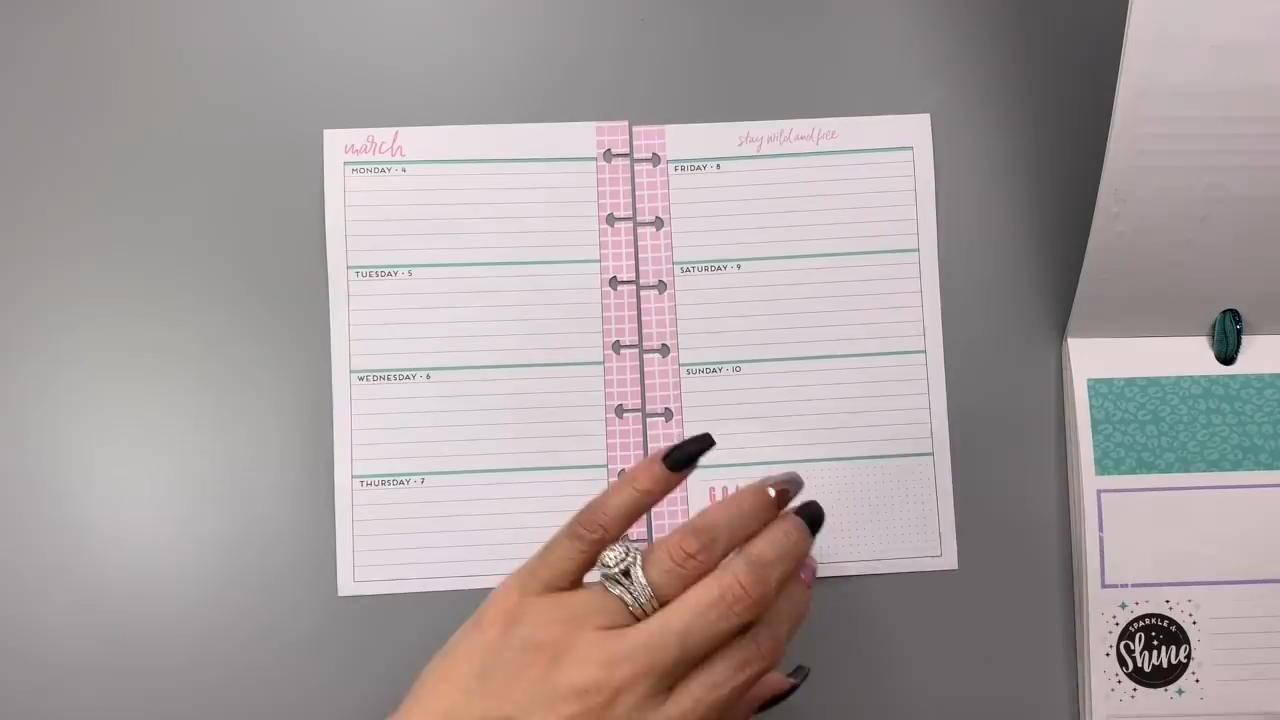 march
MONDAY • 4
TUESDAY • 5
WEDNESDAY • 6
THURSDAY • 7
stay wild and free
FRIDAY • 8
SATURDAY • 9
SUNDAY • 10
SPARKLE &
Shine